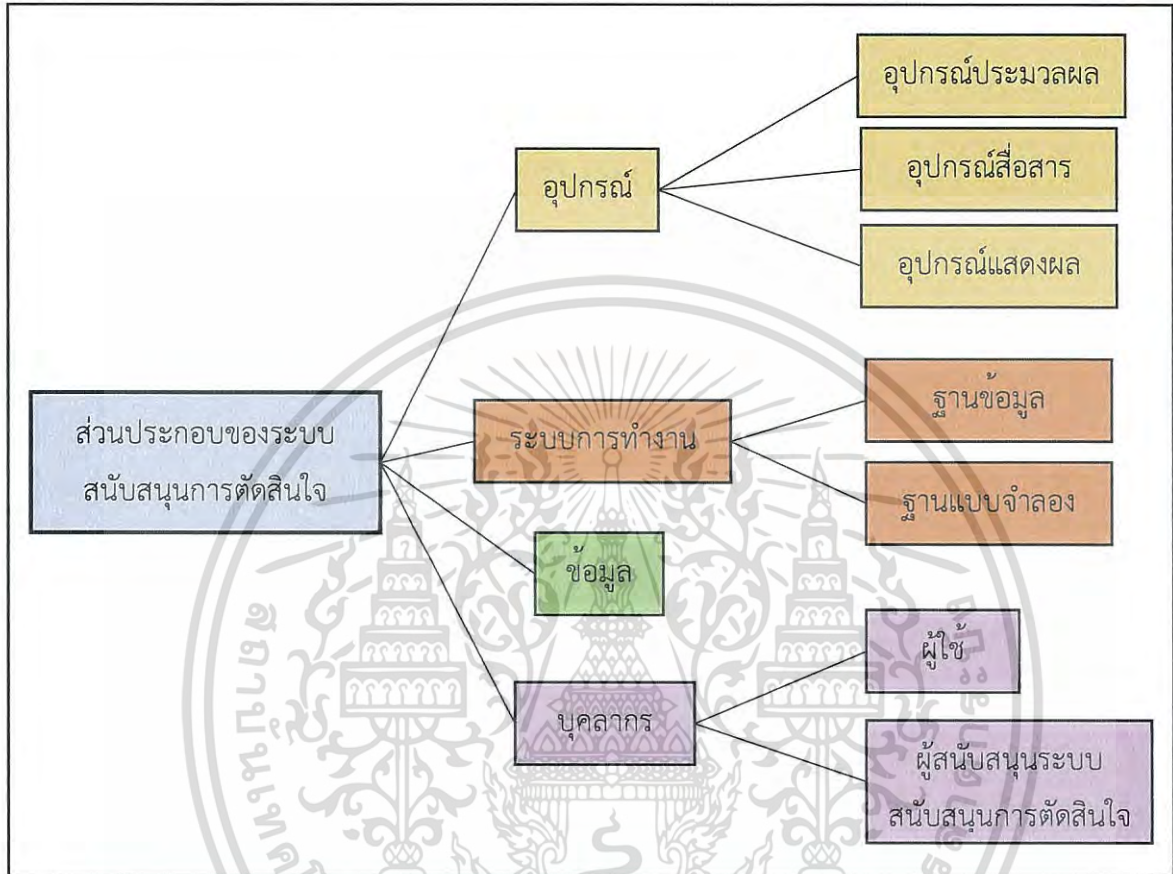 อุปกรณ์ประมวลผล
อุปกรณ์
อุปกรณ์สื่อสาร
อุปกรณ์แสดงผล
ส่วนประกอบของระบบ
สนับสนุนการตัดสินใจ
ระบบการทำงาน
ฐานข้อมูล
ฐานแบบจำลอง
ข้อมูล
บุคลากร
ผู้ใช้
ผู้สนับสนุนระบบ
สนับสนุนการตัดสินใจ